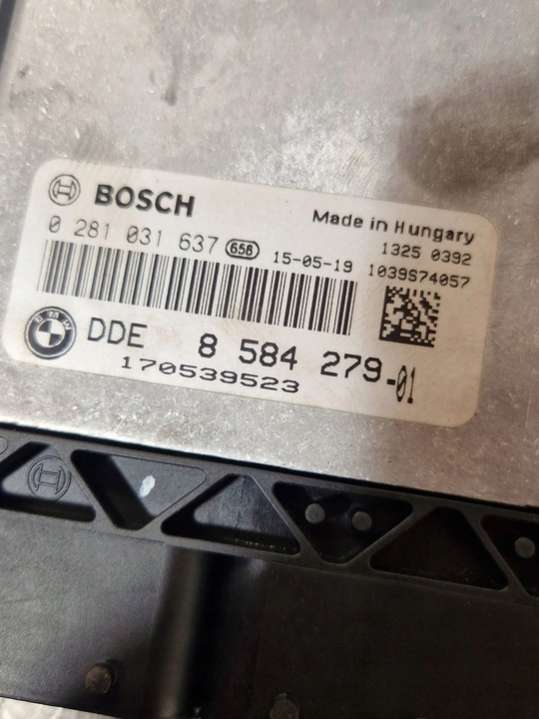 BOSCH
Made in Hungary
0 281 031 637 658 15-05-19
1325 0392
1039S74057
DDE 8 584 279-01
170539523